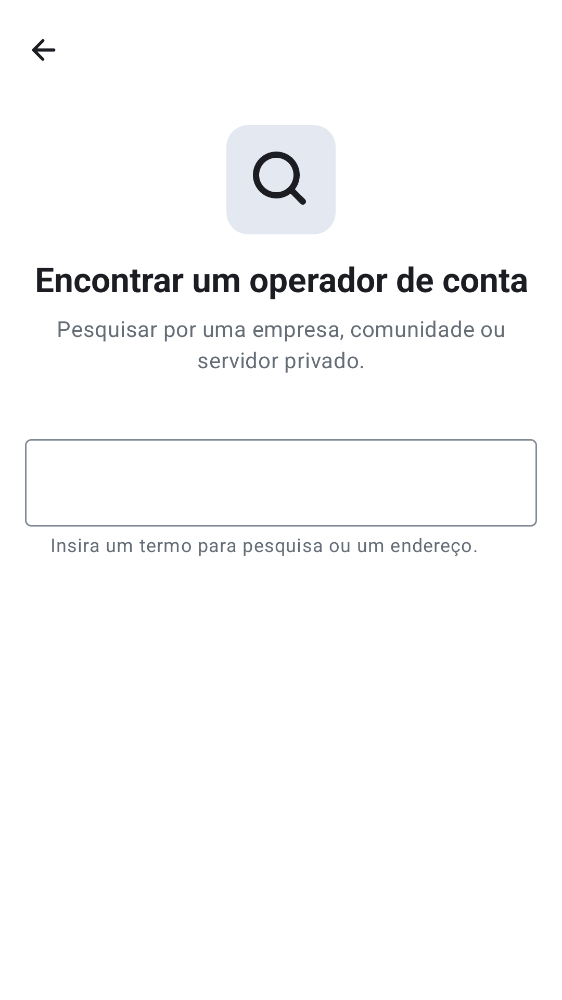 Encontrar um operador de conta
Pesquisar por uma empresa, comunidade ou
servidor privado.
Insira um termo para pesquisa ou um endereço.